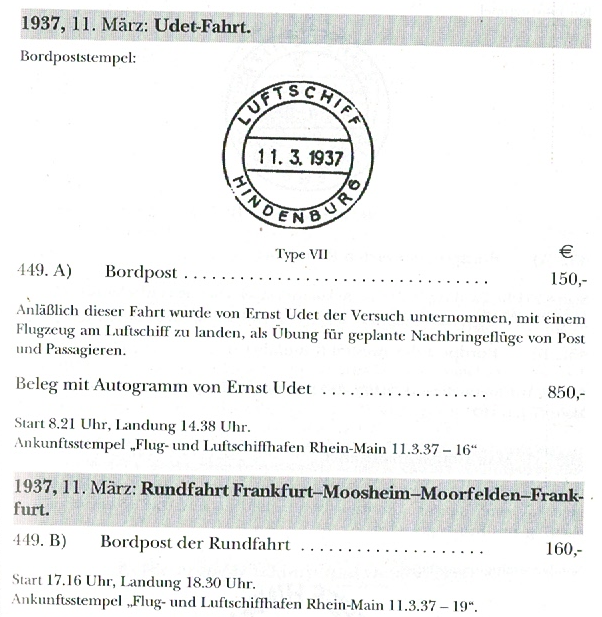 1937, 11. März: Udet-Fahrt.
Bordpoststempel:
LUFTSCHIFF
11. 3. 1937
HINDENBURG
Type VII
€
449. A) Bordpost ................................. 150,-
Anläßlich dieser Fahrt wurde von Ernst Udet der Versuch unternommen, mit einem
Flugzeug am Luftschiff zu landen, als Übung für geplante Nachbringeflüge von Post
und Passagieren.
Beleg mit Autogramm von Ernst Udet .................. 850,-
Start 8.21 Uhr, Landung 14.38 Uhr.
Ankunftsstempel „Flug- und Luftschiffhafen Rhein-Main 11.3.37 – 16“
1937, 11. März: Rundfahrt Frankfurt–Moosheim–Moorfelden–Frank-
furt.
449. B) Bordpost der Rundfahrt .................... 160,-
Start 17.16 Uhr, Landung 18.30 Uhr.
Ankunftsstempel „Flug- und Luftschiffhafen Rhein-Main 11.3.37 – 19“.